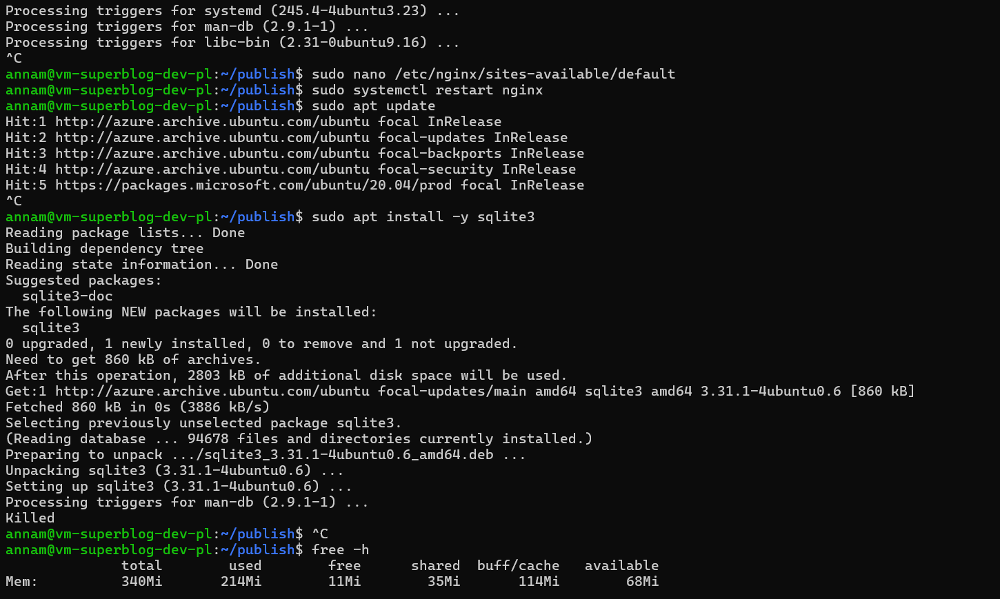 Processing triggers for systemd (245.4-4ubuntu3.23) ...
Processing triggers for man-db (2.9.1-1) ...
Processing triggers for libc-bin (2.31-0ubuntu9.16) ...
^C
annam@vm-superblog-dev-pl:~/publish$ sudo nano /etc/nginx/sites-available/default
annam@vm-superblog-dev-pl:~/publish$ sudo systemctl restart nginx
annam@vm-superblog-dev-pl:~/publish$ sudo apt update
Hit:1 http://azure.archive.ubuntu.com/ubuntu focal InRelease
Hit:2 http://azure.archive.ubuntu.com/ubuntu focal-updates InRelease
Hit:3 http://azure.archive.ubuntu.com/ubuntu focal-backports InRelease
Hit:4 http://azure.archive.ubuntu.com/ubuntu focal-security InRelease
Hit:5 https://packages.microsoft.com/ubuntu/20.04/prod focal InRelease
^C
annam@vm-superblog-dev-pl:~/publish$ sudo apt install -y sqlite3
Reading package lists... Done
Building dependency tree
Reading state information... Done
Suggested packages:
  sqlite3-doc
The following NEW packages will be installed:
  sqlite3
0 upgraded, 1 newly installed, 0 to remove and 1 not upgraded.
Need to get 860 kB of archives.
After this operation, 2803 kB of additional disk space will be used.
Get:1 http://azure.archive.ubuntu.com/ubuntu focal-updates/main amd64 sqlite3 amd64 3.31.1-4ubuntu0.6 [860 kB]
Fetched 860 kB in 0s (3886 kB/s)
Selecting previously unselected package sqlite3.
(Reading database ... 94678 files and directories currently installed.)
Preparing to unpack .../sqlite3_3.31.1-4ubuntu0.6_amd64.deb ...
Unpacking sqlite3 (3.31.1-4ubuntu0.6) ...
Setting up sqlite3 (3.31.1-4ubuntu0.6) ...
Processing triggers for man-db (2.9.1-1) ...
Killed
annam@vm-superblog-dev-pl:~/publish$ ^C
annam@vm-superblog-dev-pl:~/publish$ free -h
              total        used        free      shared  buff/cache   available
Mem:          340Mi       214Mi        11Mi        35Mi       114Mi        68Mi